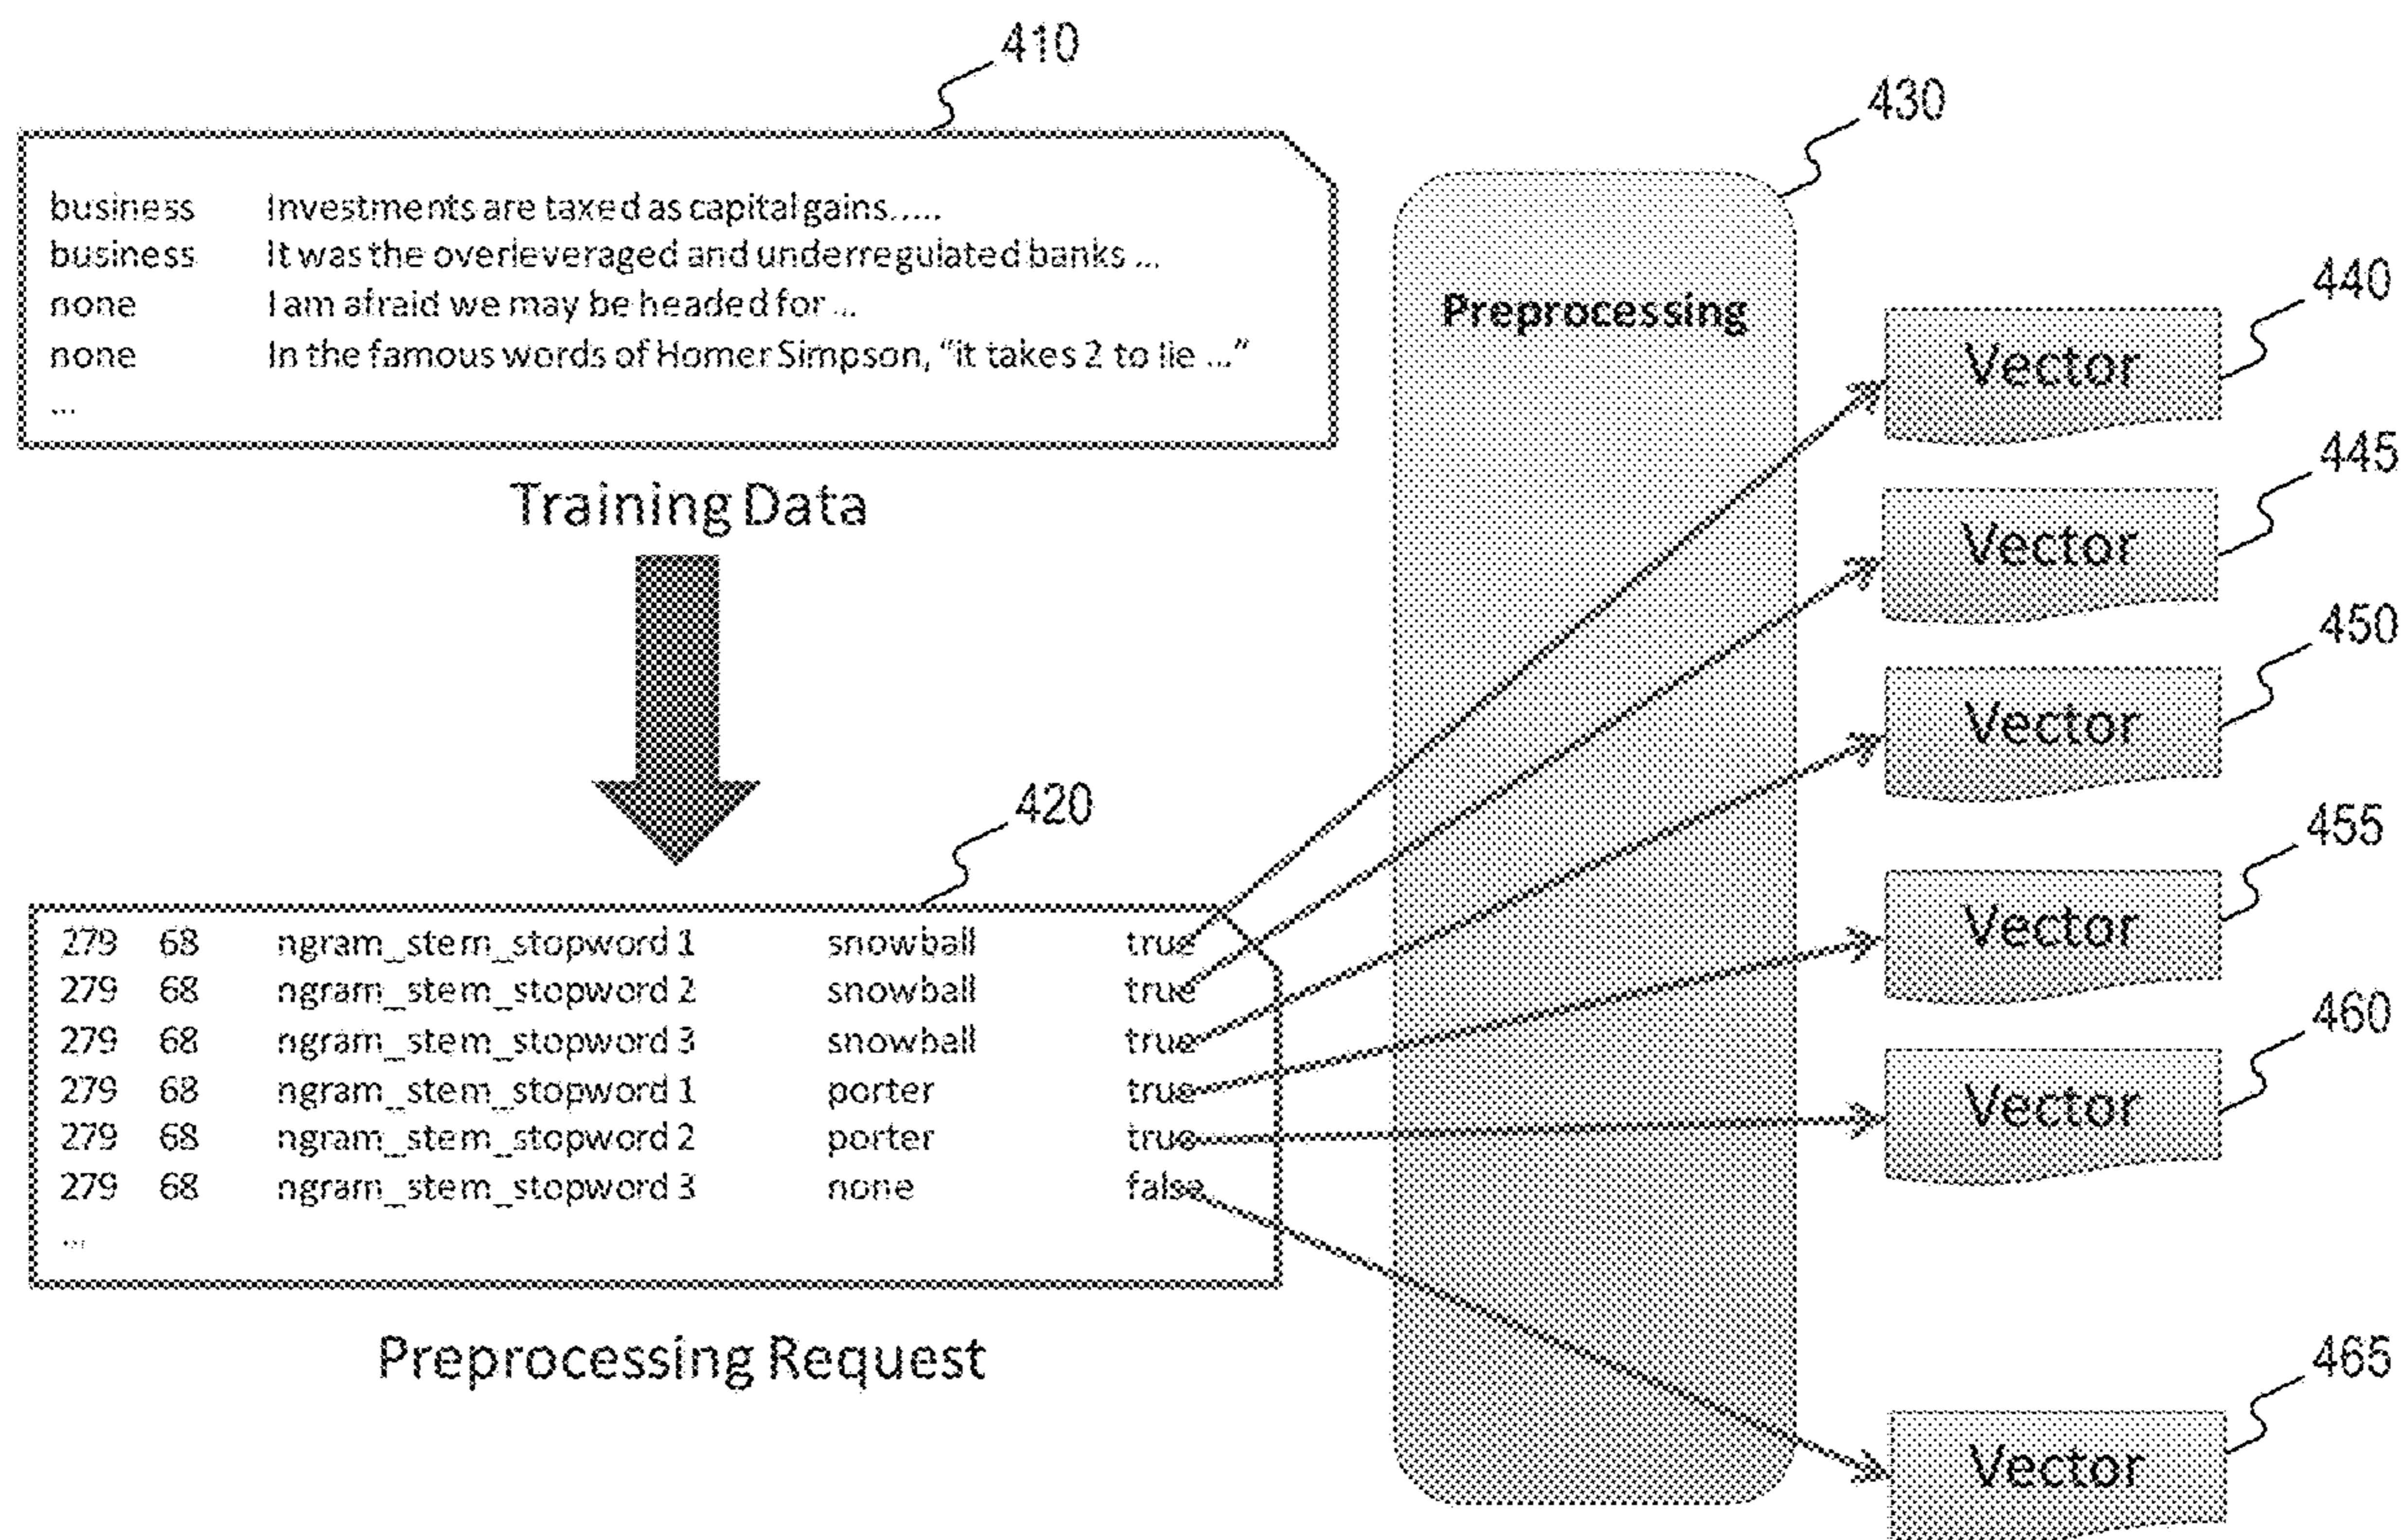 410
business Investments are taxed as capital gains.....
business It was the overleveraged and underregulated banks ...
none I am afraid we may be headed for ...
none In the famous words of Homer Simpson, “it takes 2 to lie ...”
...
Training Data
420
279 68 ngram_stem_stopword 1 snowball true
279 68 ngram_stem_stopword 2 snowball true
279 68 ngram_stem_stopword 3 snowball true
279 68 ngram_stem_stopword 1 porter true
279 68 ngram_stem_stopword 2 porter true
279 68 ngram_stem_stopword 3 none false
...
Preprocessing Request
430
Preprocessing
440
Vector
445
Vector
450
Vector
455
Vector
460
Vector
465
Vector